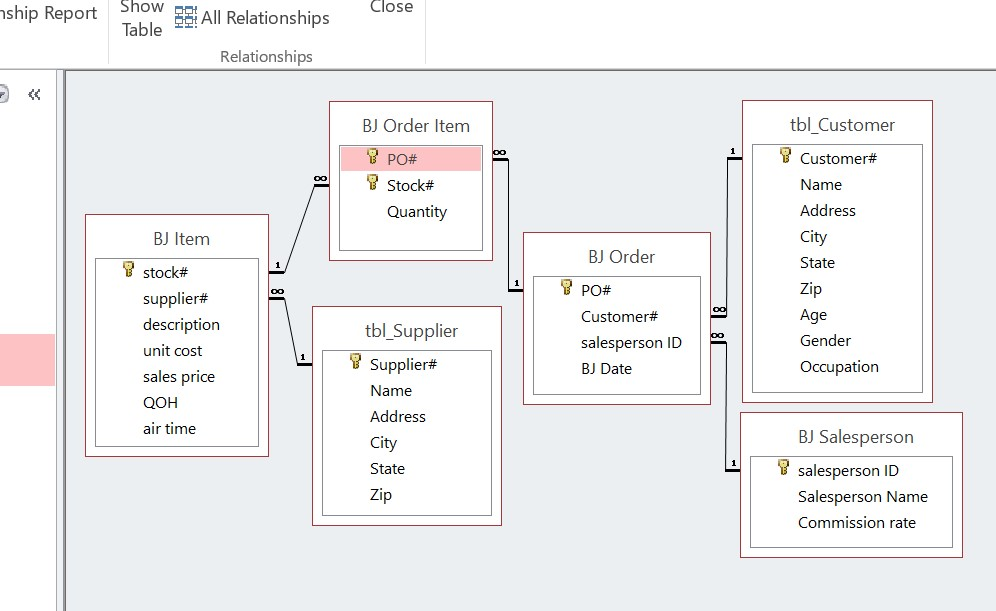 nship Report
Show
Table
All Relationships
Close
Relationships
BJ Order Item
PO#
Stock#
Quantity
BJ Item
stock#
supplier#
description
unit cost
sales price
QOH
air time
tbl_Supplier
Supplier#
Name
Address
City
State
Zip
BJ Order
PO#
Customer#
salesperson ID
BJ Date
tbl_Customer
Customer#
Name
Address
City
State
Zip
Age
Gender
Occupation
BJ Salesperson
salesperson ID
Salesperson Name
Commission rate
∞
1
∞
1
∞
1
1
∞
∞
1